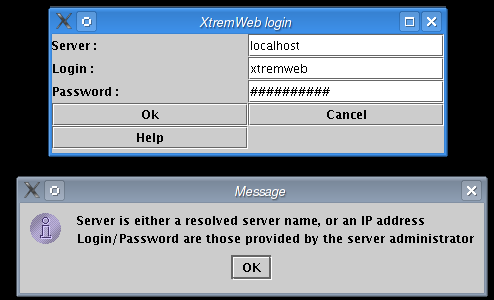 XtremWeb login
Server : localhost
Login : xtremweb
Password : ##########
Ok Cancel
Help
Message
Server is either a resolved server name, or an IP address
Login/Password are those provided by the server administrator
OK